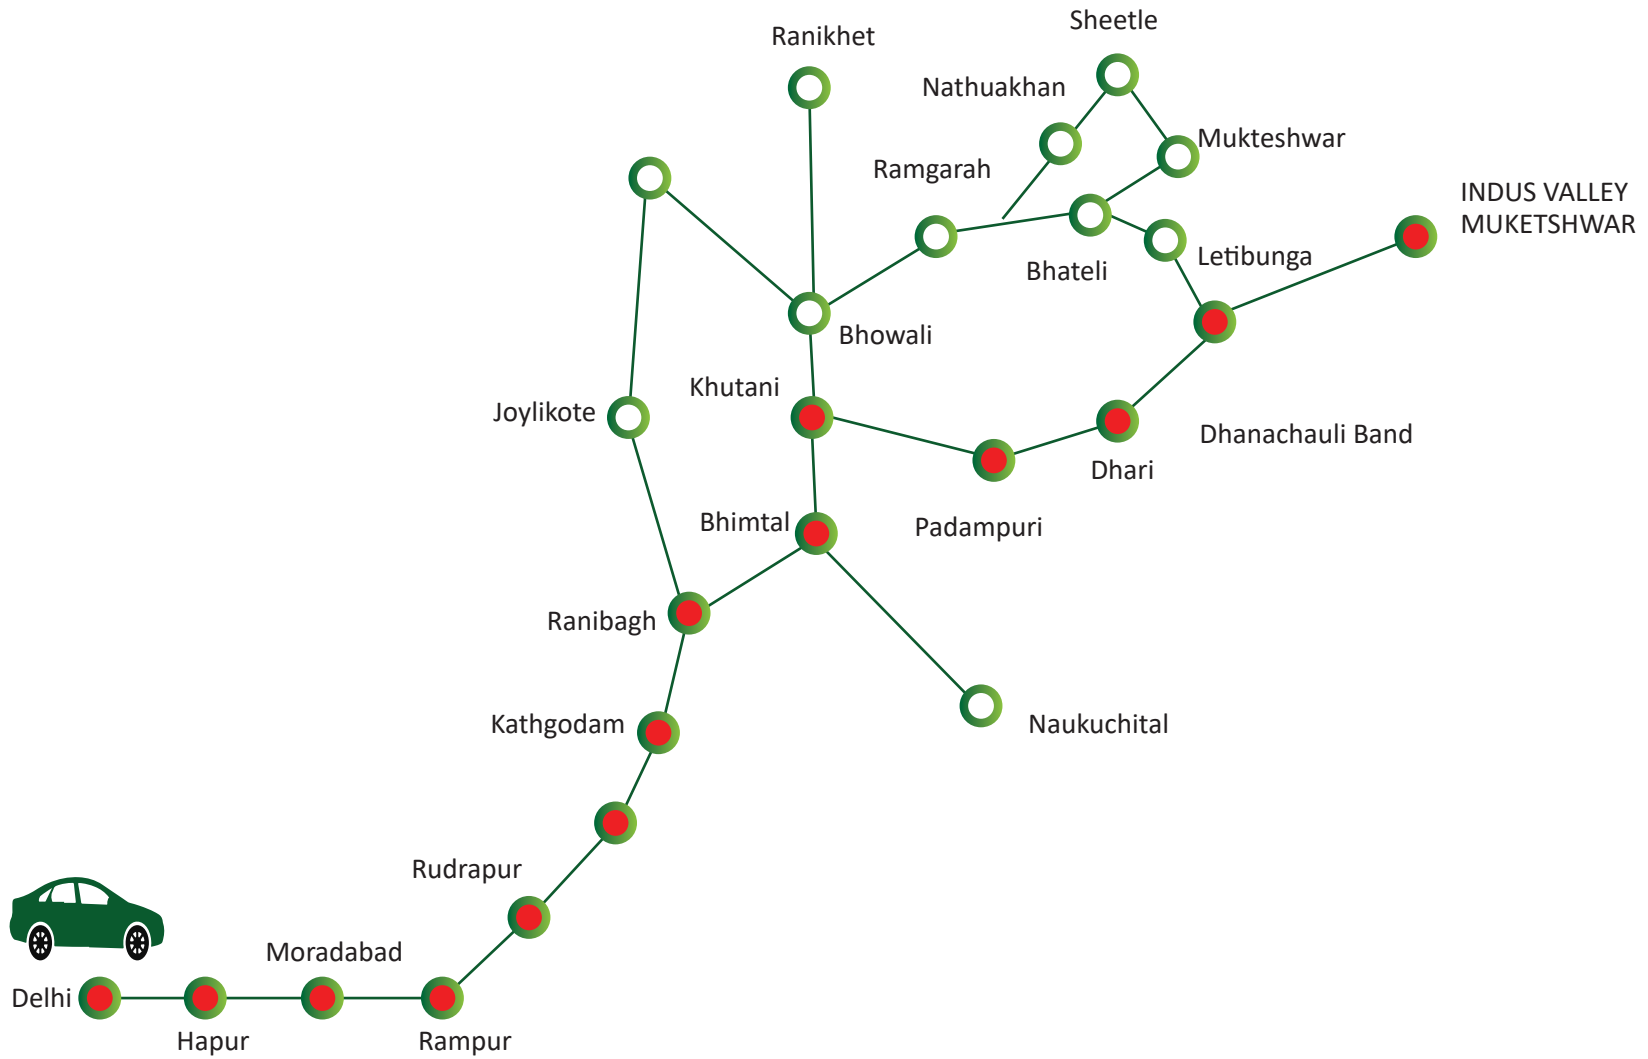 Sheetle
Ranikhet
Nathuakhan
Mukteshwar
Ramgarah
INDUS VALLEY
MUKETSHWAR
Letibunga
Bhateli
Bhowali
Khutani
Joylikote
Dhanachauli Band
Dhari
Bhimtal
Padampuri
Ranibagh
Kathgodam
Naukuchital
Rudrapur
Moradabad
Delhi
Hapur
Rampur